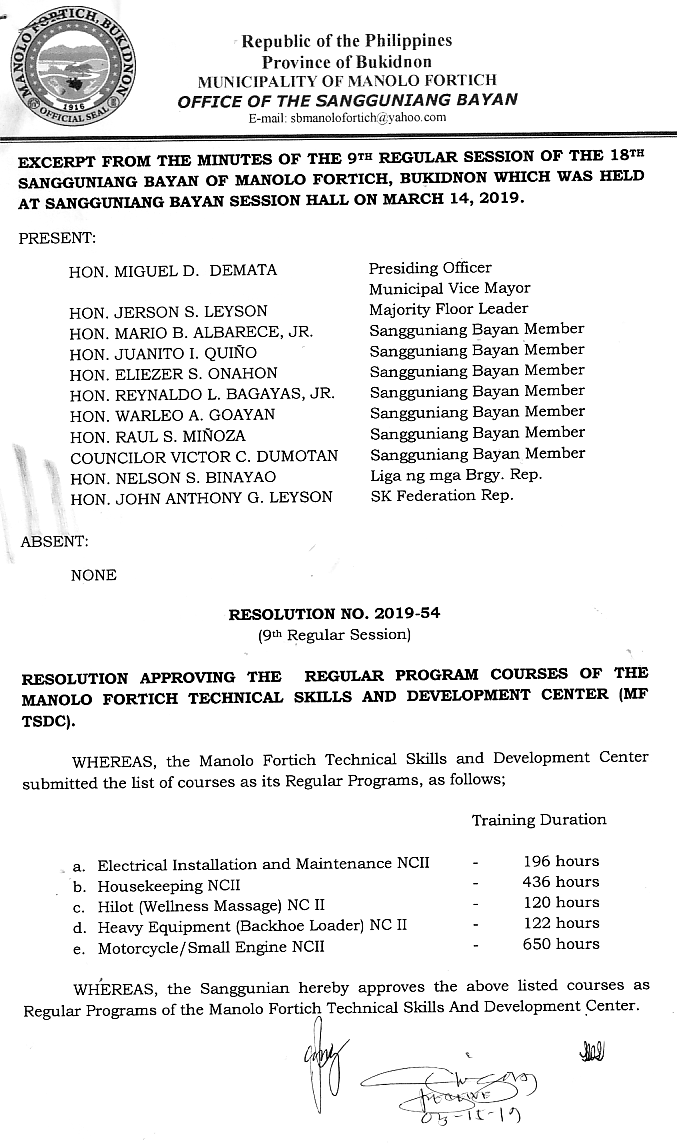 MANOLO FORTICH, BUKIDNON
1916
OFFICIAL SEAL
Republic of the Philippines
Province of Bukidnon
MUNICIPALITY OF MANOLO FORTICH
OFFICE OF THE SANGGUNIANG BAYAN
E-mail: sbmanolofortich@yahoo.com
EXCERPT FROM THE MINUTES OF THE 9TH REGULAR SESSION OF THE 18TH
SANGGUNIANG BAYAN OF MANOLO FORTICH, BUKIDNON WHICH WAS HELD
AT SANGGUNIANG BAYAN SESSION HALL ON MARCH 14, 2019.
PRESENT:
HON. MIGUEL D. DEMATA Presiding Officer
Municipal Vice Mayor
HON. JERSON S. LEYSON Majority Floor Leader
HON. MARIO B. ALBARECE, JR. Sangguniang Bayan Member
HON. JUANITO I. QUIÑO Sangguniang Bayan Member
HON. ELIEZER S. ONAHON Sangguniang Bayan Member
HON. REYNALDO L. BAGAYAS, JR. Sangguniang Bayan Member
HON. WARLEO A. GOAYAN Sangguniang Bayan Member
HON. RAUL S. MIÑOZA Sangguniang Bayan Member
COUNCILOR VICTOR C. DUMOTAN Sangguniang Bayan Member
HON. NELSON S. BINAYAO Liga ng mga Brgy. Rep.
HON. JOHN ANTHONY G. LEYSON SK Federation Rep.
ABSENT:
NONE
RESOLUTION NO. 2019-54
(9th Regular Session)
RESOLUTION APPROVING THE REGULAR PROGRAM COURSES OF THE
MANOLO FORTICH TECHNICAL SKILLS AND DEVELOPMENT CENTER (MF
TSDC).
WHEREAS, the Manolo Fortich Technical Skills and Development Center
submitted the list of courses as its Regular Programs, as follows;
Training Duration
a. Electrical Installation and Maintenance NCII - 196 hours
b. Housekeeping NCII - 436 hours
c. Hilot (Wellness Massage) NC II - 120 hours
d. Heavy Equipment (Backhoe Loader) NC II - 122 hours
e. Motorcycle/Small Engine NCII - 650 hours
WHEREAS, the Sanggunian hereby approves the above listed courses as
Regular Programs of the Manolo Fortich Technical Skills And Development Center.